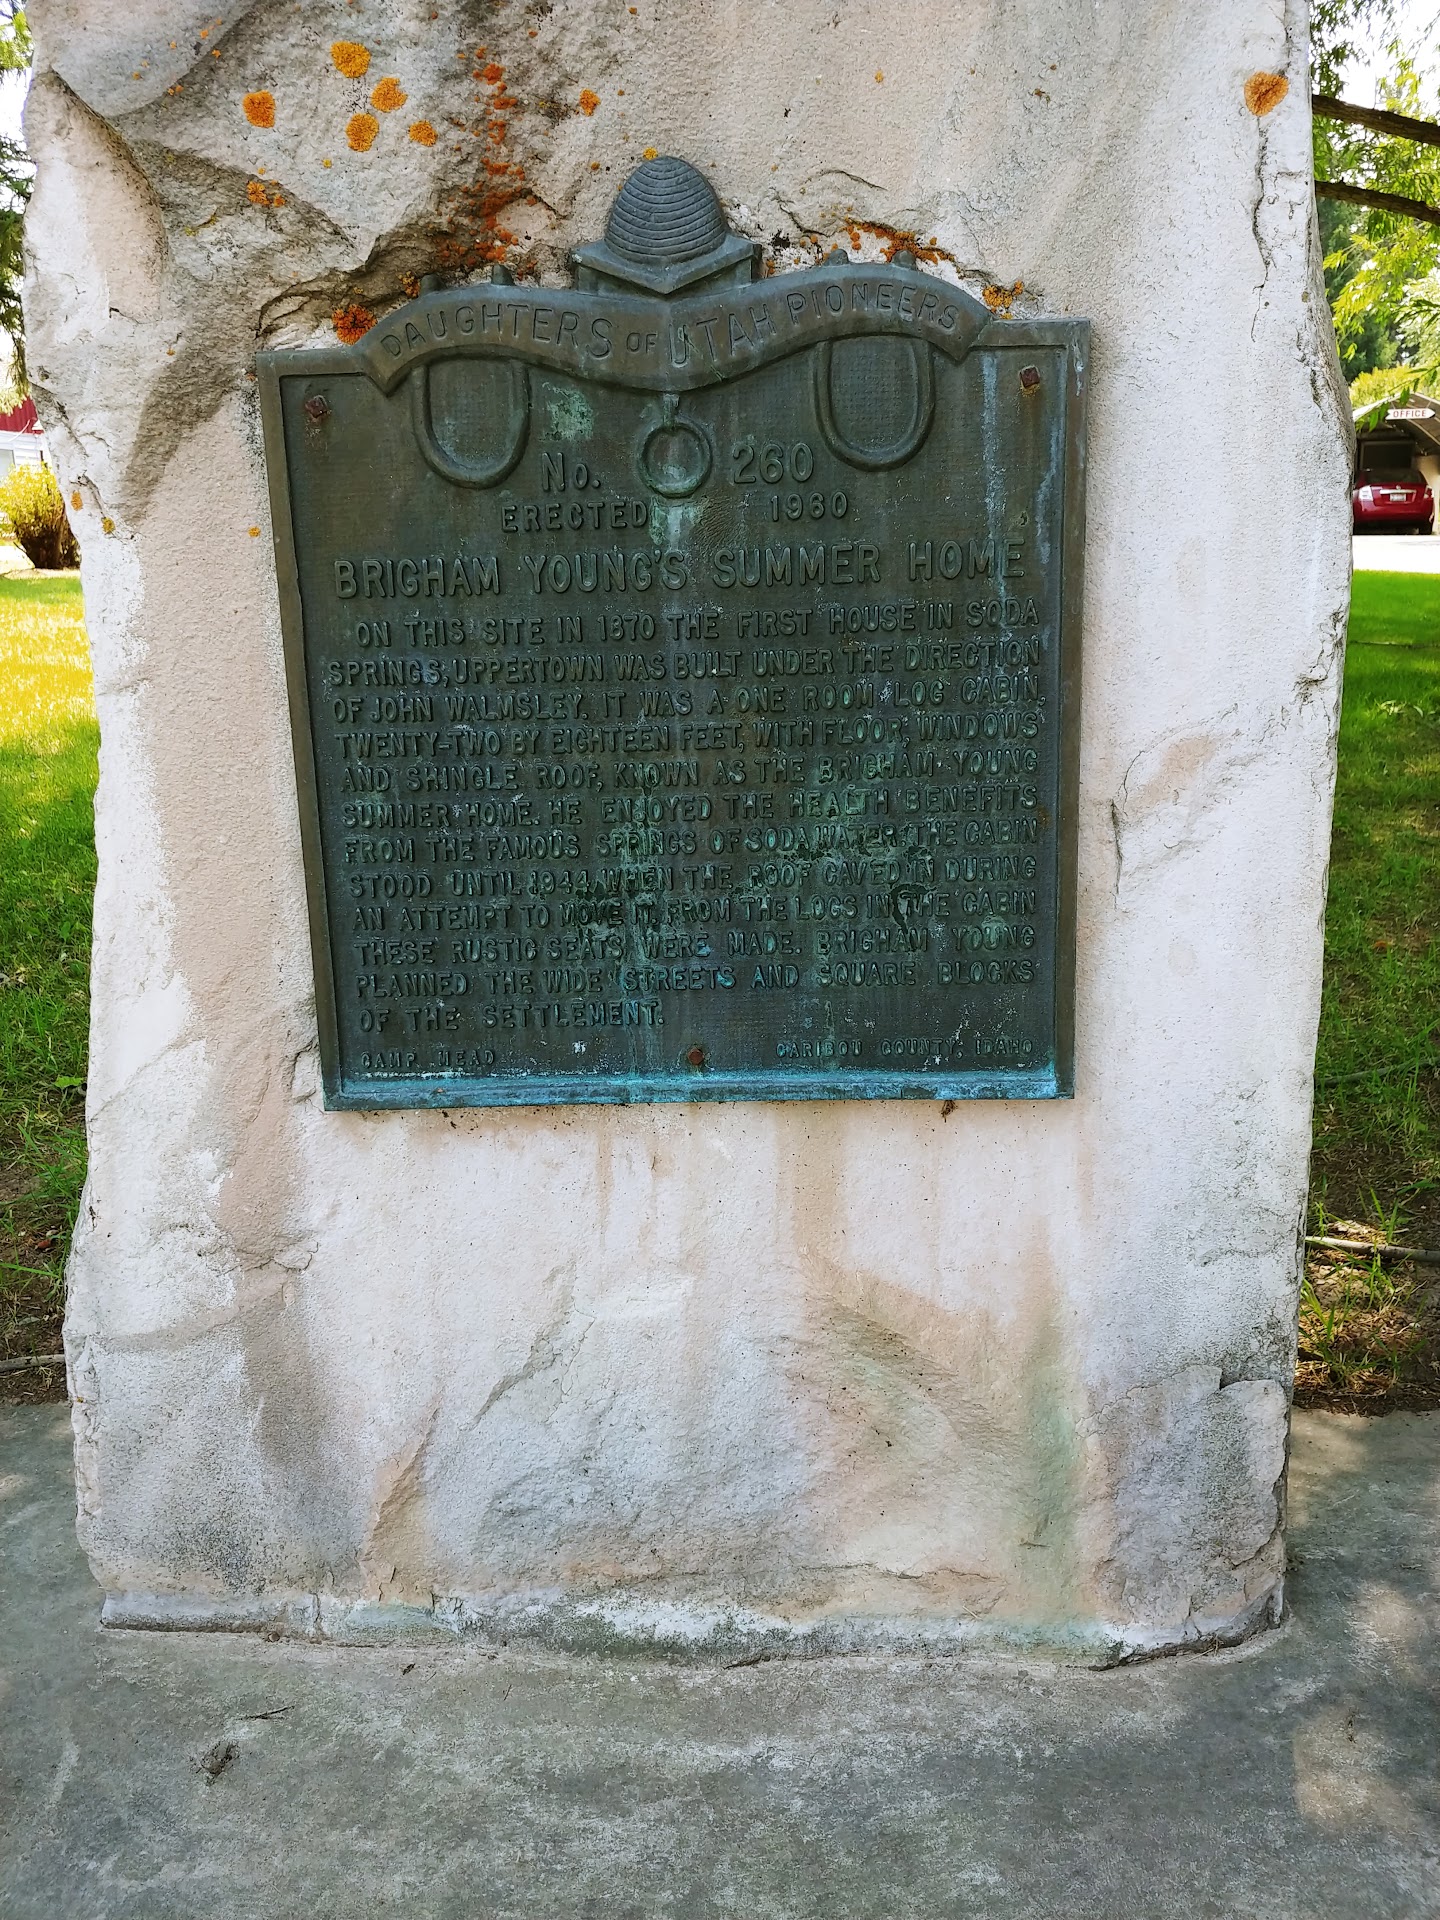 DAUGHTERS OF UTAH PIONEERS
No. 260
ERECTED 1960
BRIGHAM YOUNG'S SUMMER HOME
ON THIS SITE IN 1870 THE FIRST HOUSE IN SODA
SPRINGS, UPPERTOWN WAS BUILT UNDER THE DIRECTION
OF JOHN WALMSLEY. IT WAS A ONE ROOM LOG CABIN,
TWENTY-TWO BY EIGHTEEN FEET, WITH FLOOR, WINDOWS
AND SHINGLE ROOF, KNOWN AS THE BRIGHAM YOUNG
SUMMER HOME. HE ENJOYED THE HEALTH BENEFITS
FROM THE FAMOUS SPRINGS OF SODA WATER. THE CABIN
STOOD UNTIL 1944 WHEN THE ROOF CAVED IN DURING
AN ATTEMPT TO MOVE IT. FROM THE LOGS IN THE CABIN
THESE RUSTIC SEATS WERE MADE. BRIGHAM YOUNG
PLANNED THE WIDE STREETS AND SQUARE BLOCKS
OF THE SETTLEMENT.
CAMP MEAD CARIBOU COUNTY, IDAHO
OFFICE